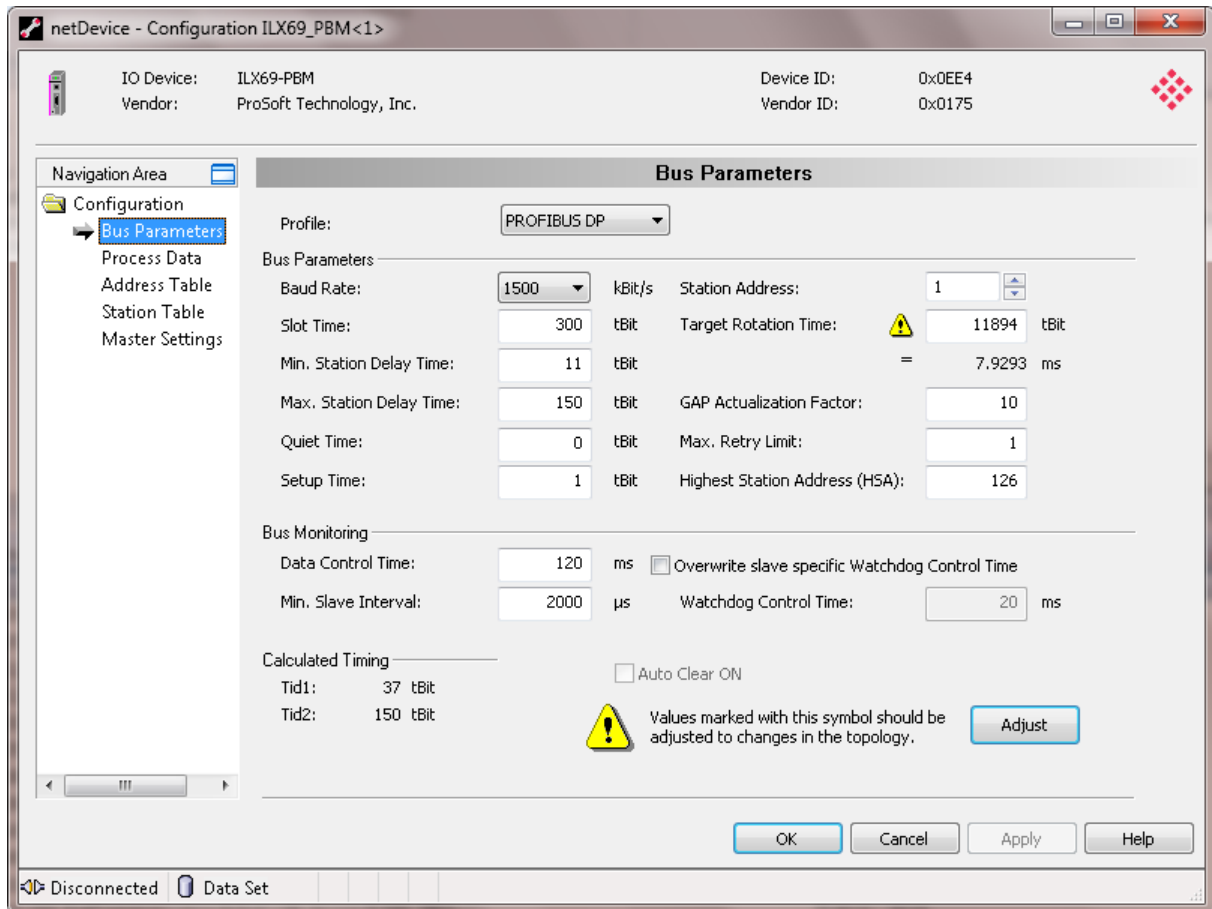 netDevice - Configuration ILX69_PBM<1>
IO Device: ILX69-PBM Device ID: 0x0EE4
Vendor: ProSoft Technology, Inc. Vendor ID: 0x0175
Navigation Area
Configuration
Bus Parameters
Process Data
Address Table
Station Table
Master Settings
Bus Parameters
Profile: PROFIBUS DP
Bus Parameters
Baud Rate: 1500 kBit/s Station Address: 1
Slot Time: 300 tBit Target Rotation Time: 11894 tBit
Min. Station Delay Time: 11 tBit = 7.9293 ms
Max. Station Delay Time: 150 tBit GAP Actualization Factor: 10
Quiet Time: 0 tBit Max. Retry Limit: 1
Setup Time: 1 tBit Highest Station Address (HSA): 126
Bus Monitoring
Data Control Time: 120 ms Overwrite slave specific Watchdog Control Time
Min. Slave Interval: 2000 µs Watchdog Control Time: 20 ms
Calculated Timing
Auto Clear ON
Tid1: 37 tBit
Tid2: 150 tBit
Values marked with this symbol should be
adjusted to changes in the topology.
Adjust
OK Cancel Apply Help
Disconnected Data Set